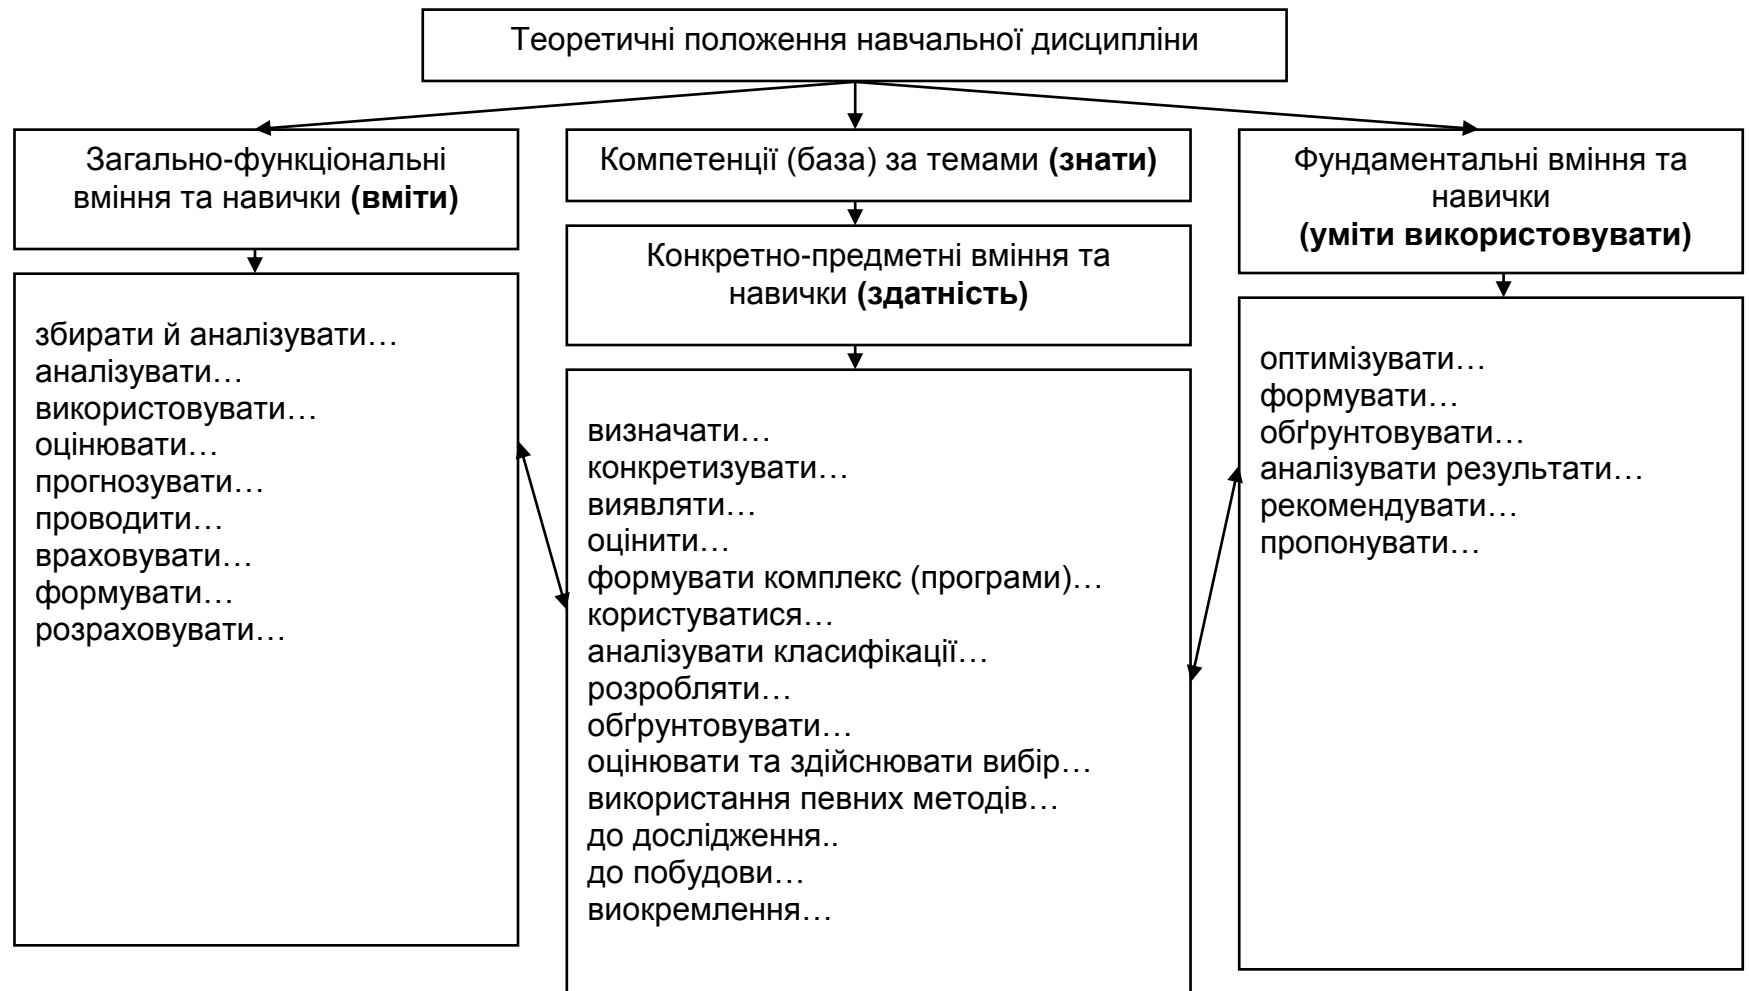 Теоретичні положення навчальної дисципліни
Загально-функціональні
вміння та навички (вміти)
Компетенції (база) за темами (знати)
Фундаментальні вміння та
навички
(уміти використовувати)
Конкретно-предметні вміння та
навички (здатність)
збирати й аналізувати…
аналізувати…
використовувати…
оцінювати…
прогнозувати…
проводити…
враховувати…
формувати…
розраховувати…
визначати…
конкретизувати…
виявляти…
оцінити…
формувати комплекс (програми)…
користуватися…
аналізувати класифікації…
розробляти…
обґрунтовувати…
оцінювати та здійснювати вибір…
використання певних методів…
до дослідження..
до побудови…
виокремлення…
оптимізувати…
формувати…
обґрунтовувати…
аналізувати результати…
рекомендувати…
пропонувати…